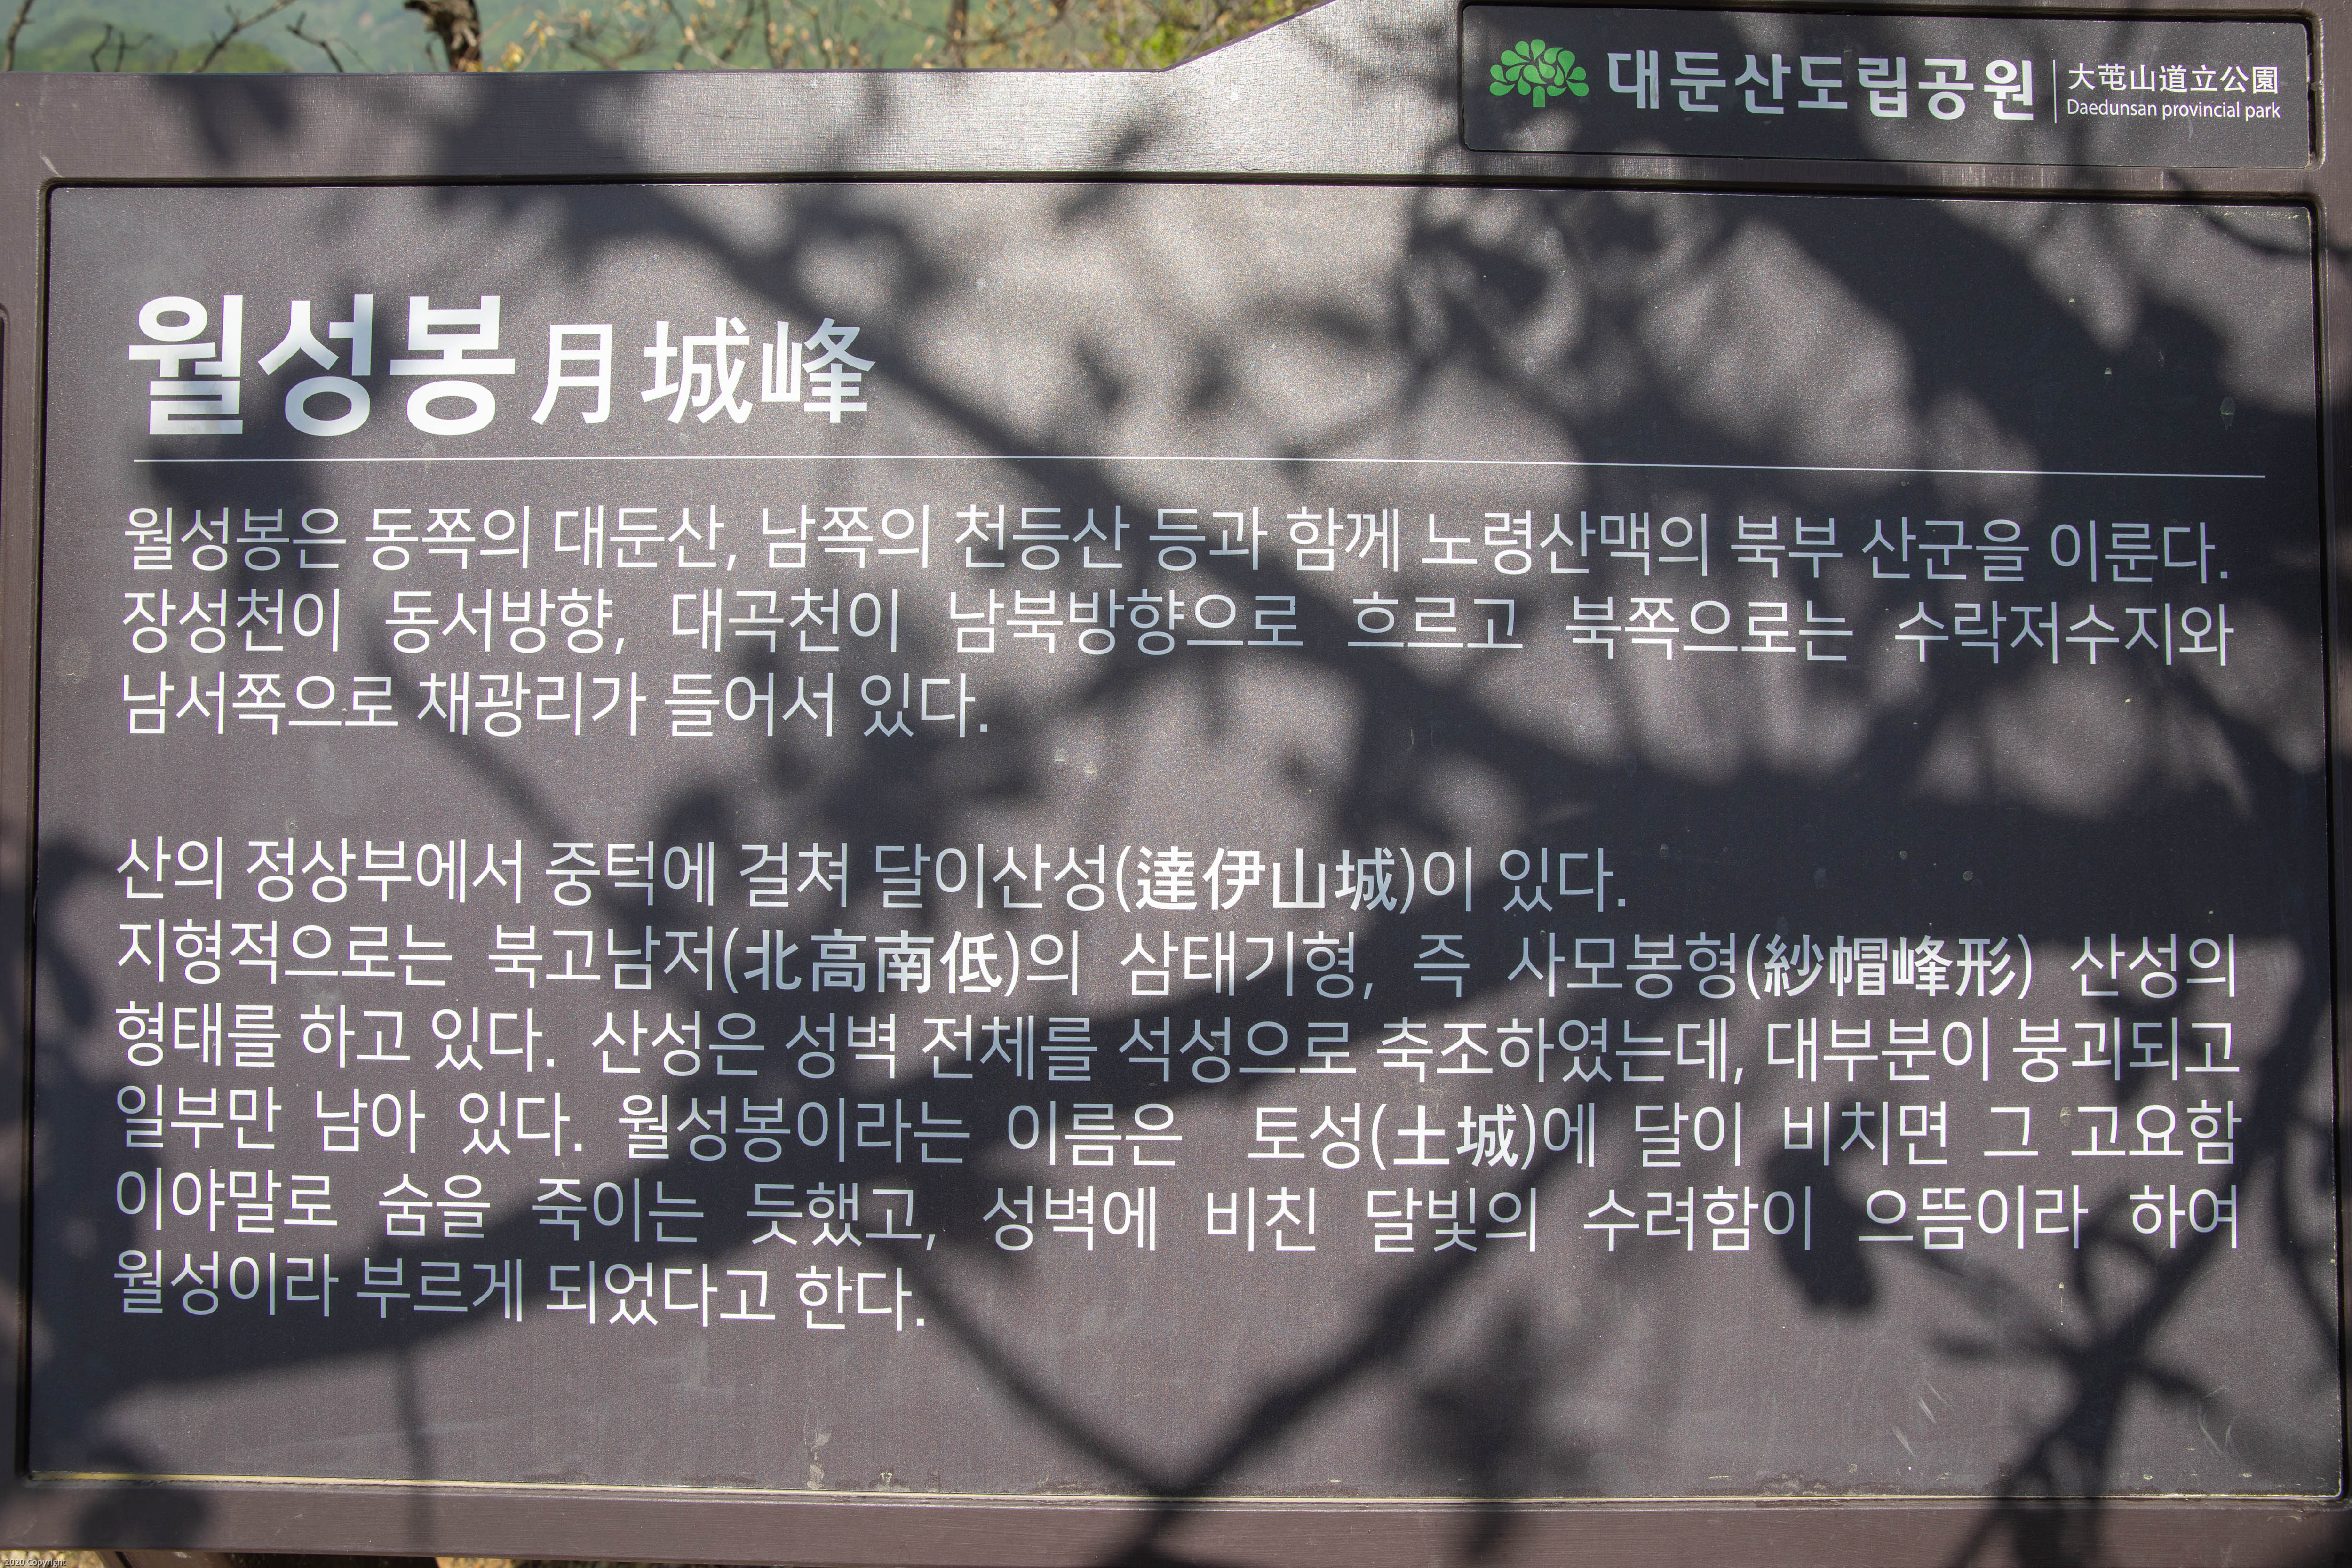 대둔산도립공원
大芚山道立公園
Daedunsan provincial park
월성봉 月城峰
월성봉은 동쪽의 대둔산, 남쪽의 천등산 등과 함께 노령산맥의 북부 산군을 이룬다.
장성천이 동서방향, 대곡천이 남북방향으로 흐르고 북쪽으로는 수락저수지와
남서쪽으로 채광리가 들어서 있다.
산의 정상부에서 중턱에 걸쳐 달이산성(達伊山城)이 있다.
지형적으로는 북고남저(北高南低)의 삼태기형, 즉 사모봉형(紗帽峰形) 산성의
형태를 하고 있다. 산성은 성벽 전체를 석성으로 축조하였는데, 대부분이 붕괴되고
일부만 남아 있다. 월성봉이라는 이름은 토성(土城)에 달이 비치면 그 고요함
이야말로 숨을 죽이는 듯했고, 성벽에 비친 달빛의 수려함이 으뜸이라 하여
월성이라 부르게 되었다고 한다.
2020 Copyright